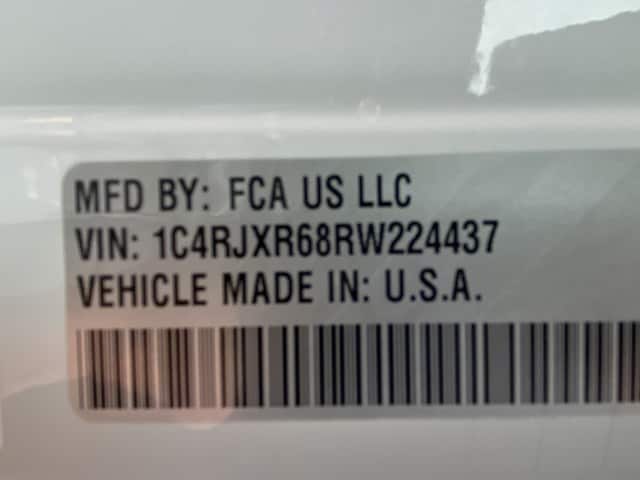 MFD BY: FCA US LLC
VIN: 1C4RJXR68RW224437
VEHICLE MADE IN: U.S.A.